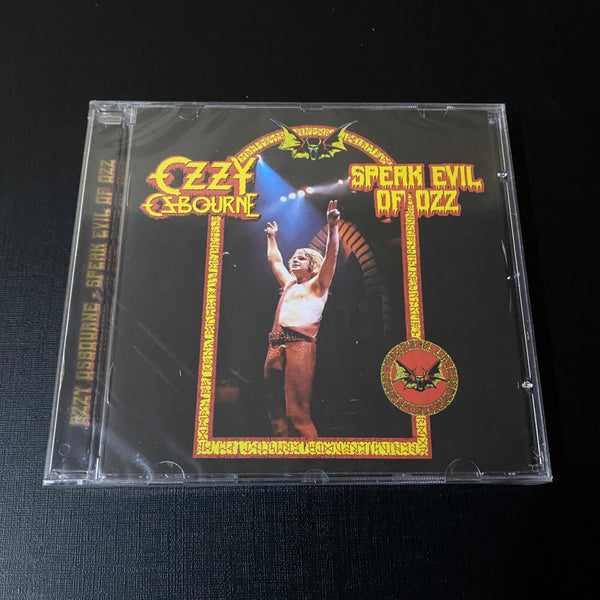 OZZY
OSBOURNE
SPEAK EVIL
OF OZZ
OZZY OSBOURNE - SPEAK EVIL OF OZZ